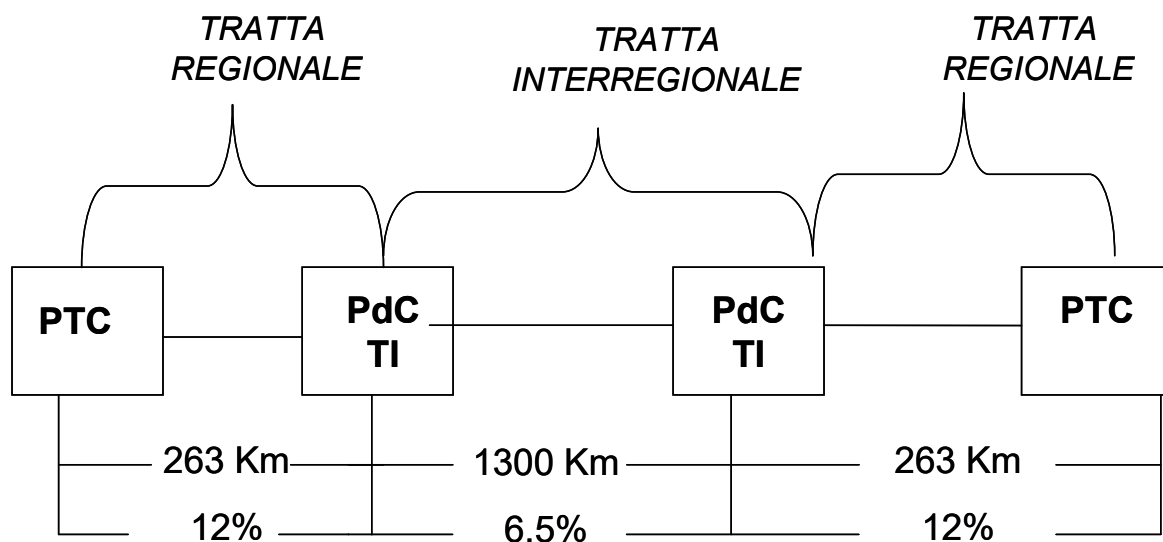 TRATTA
REGIONALE
TRATTA
INTERREGIONALE
TRATTA
REGIONALE
PTC
PdC
TI
PdC
TI
PTC
263 Km
1300 Km
263 Km
12%
6.5%
12%